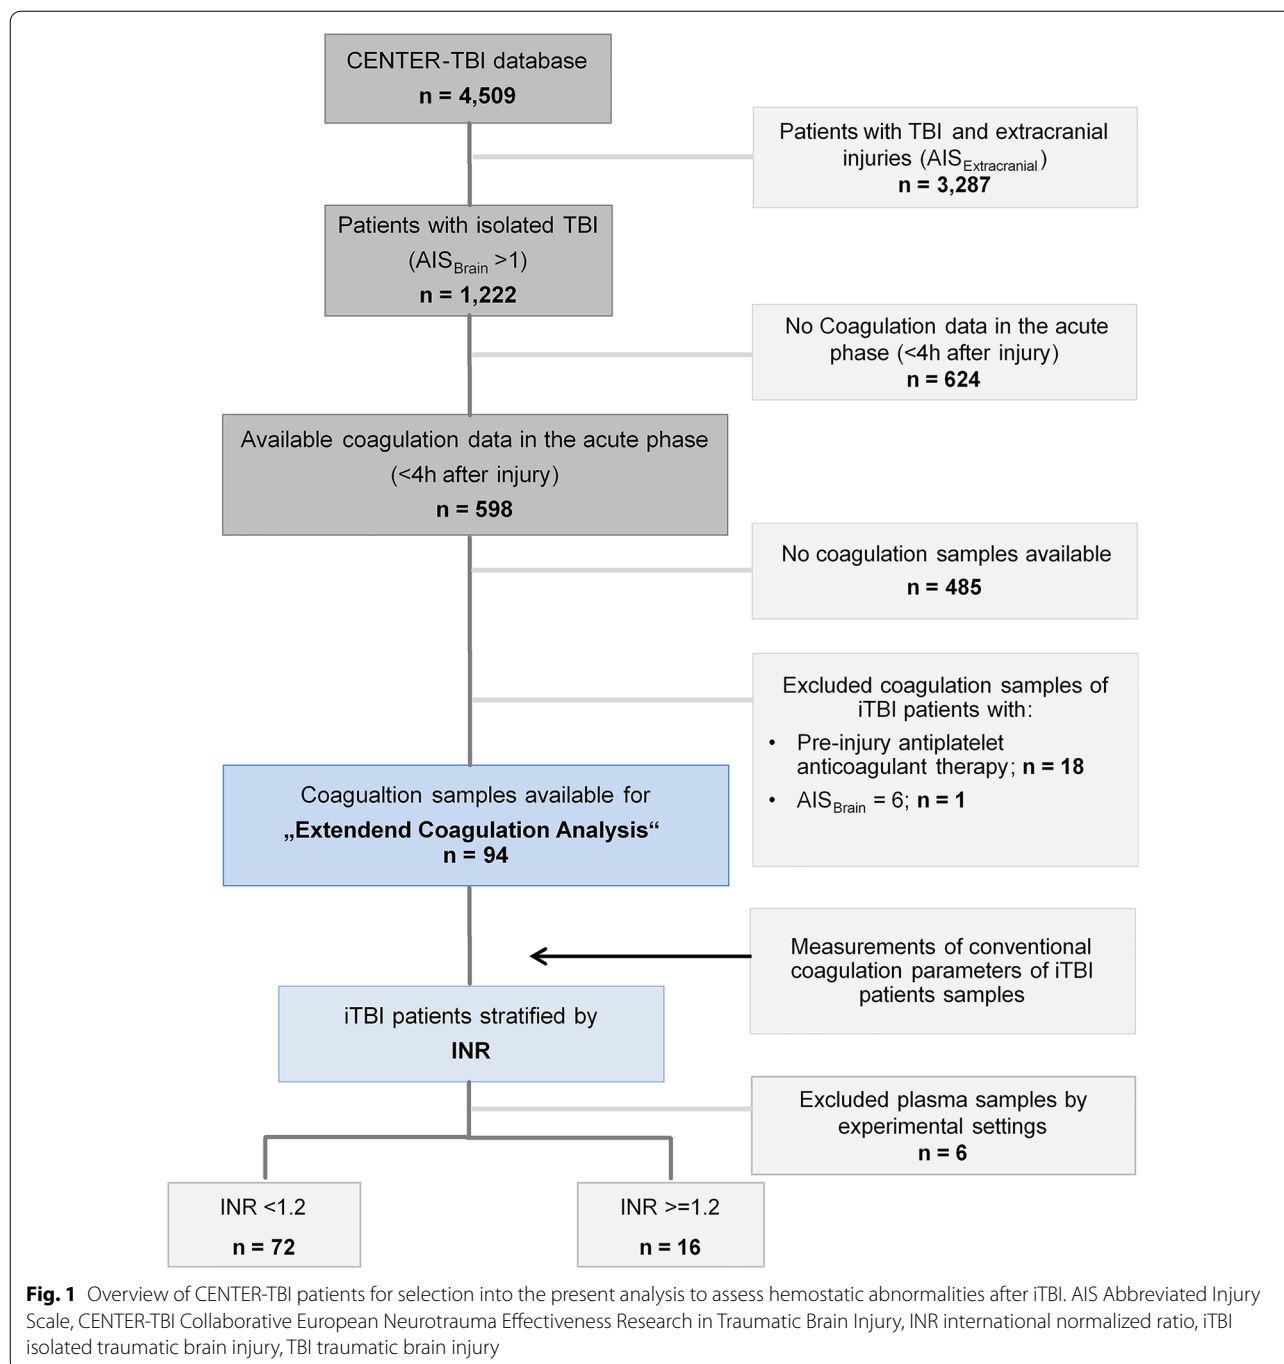 CENTER-TBI database
n = 4,509
Patients with TBI and extracranial
injuries (AISExtracranial)
n = 3,287
Patients with isolated TBI
(AISBrain >1)
n = 1,222
No Coagulation data in the acute
phase (<4h after injury)
n = 624
Available coagulation data in the acute phase
(<4h after injury)
n = 598
No coagulation samples available
n = 485
Excluded coagulation samples of
iTBI patients with:
• Pre-injury antiplatelet
anticoagulant therapy; n = 18
• AISBrain = 6; n = 1
Coagualtion samples available for
„Extendend Coagulation Analysis“
n = 94
Measurements of conventional
coagulation parameters of iTBI
patients samples
iTBI patients stratified by
INR
Excluded plasma samples by
experimental settings
n = 6
INR <1.2
n = 72
INR >=1.2
n = 16
Fig. 1 Overview of CENTER-TBI patients for selection into the present analysis to assess hemostatic abnormalities after iTBI. AIS Abbreviated Injury
Scale, CENTER-TBI Collaborative European Neurotrauma Effectiveness Research in Traumatic Brain Injury, INR international normalized ratio, iTBI
isolated traumatic brain injury, TBI traumatic brain injury